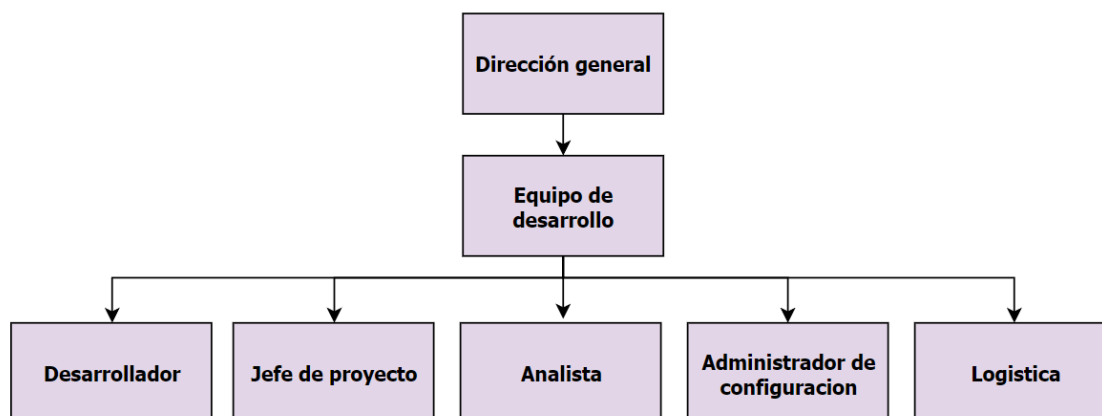 Dirección general
Equipo de
desarrollo
Desarrollador
Jefe de proyecto
Analista
Administrador de
configuracion
Logistica